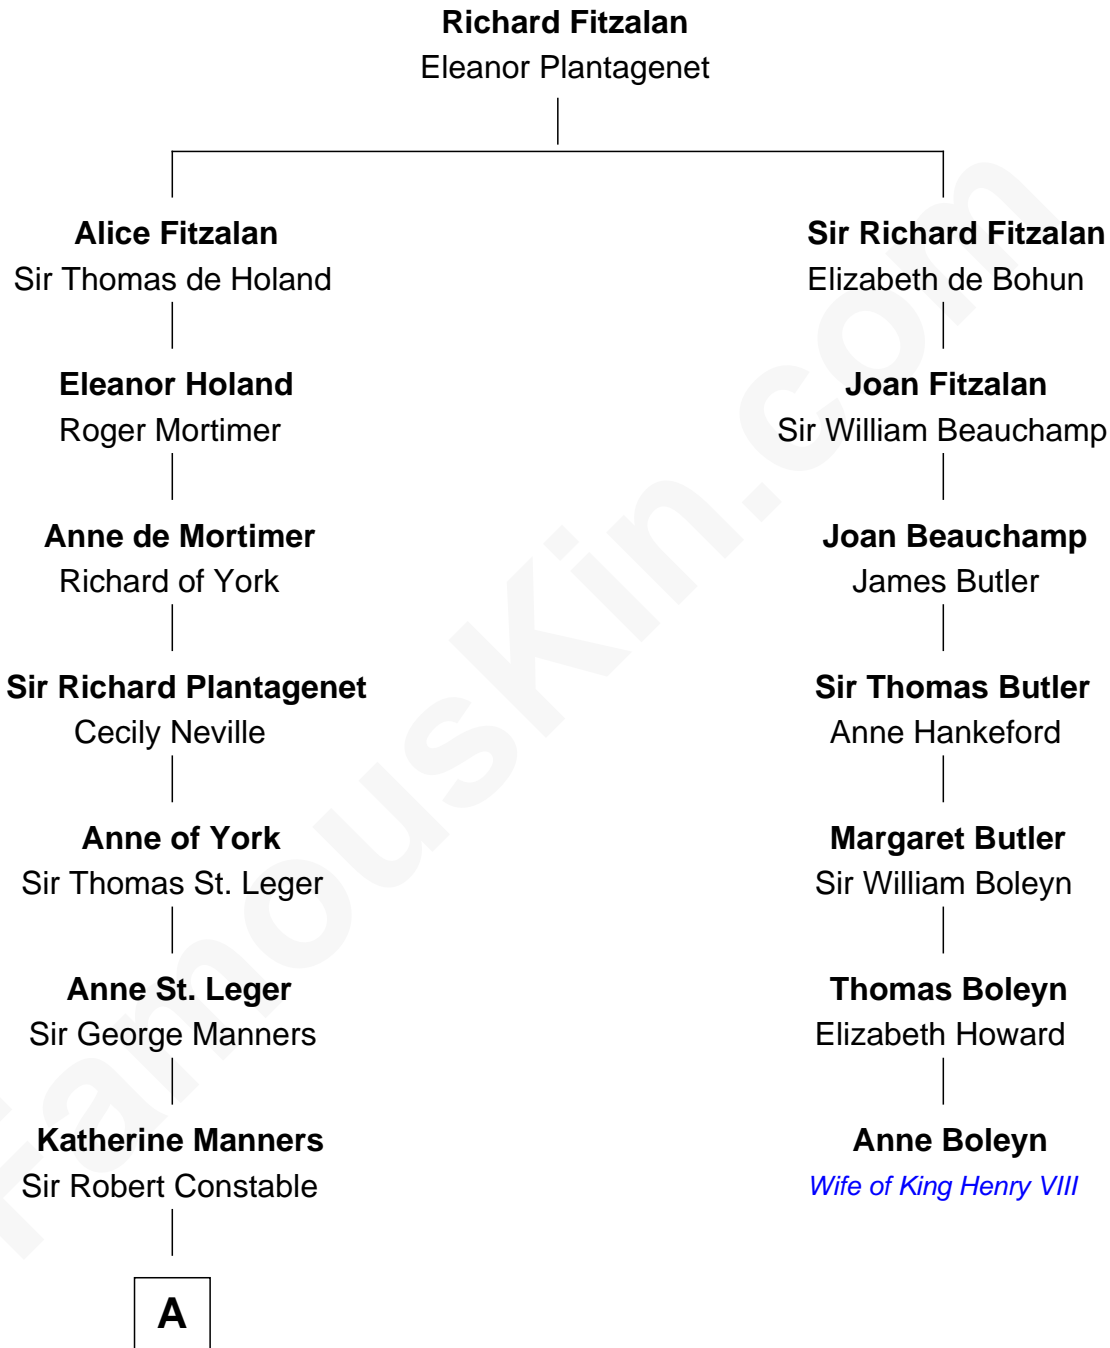 Richard Fitzalan
Eleanor Plantagenet
Alice Fitzalan
Sir Thomas de Holand
Sir Richard Fitzalan
Elizabeth de Bohun
Eleanor Holand
Roger Mortimer
Joan Fitzalan
Sir William Beauchamp
Anne de Mortimer
Richard of York
Joan Beauchamp
James Butler
Sir Richard Plantagenet
Cecily Neville
Sir Thomas Butler
Anne Hankeford
Anne of York
Sir Thomas St. Leger
Margaret Butler
Sir William Boleyn
Anne St. Leger
Sir George Manners
Thomas Boleyn
Elizabeth Howard
Katherine Manners
Sir Robert Constable
Anne Boleyn
Wife of King Henry VIII
A
FamousKin.com